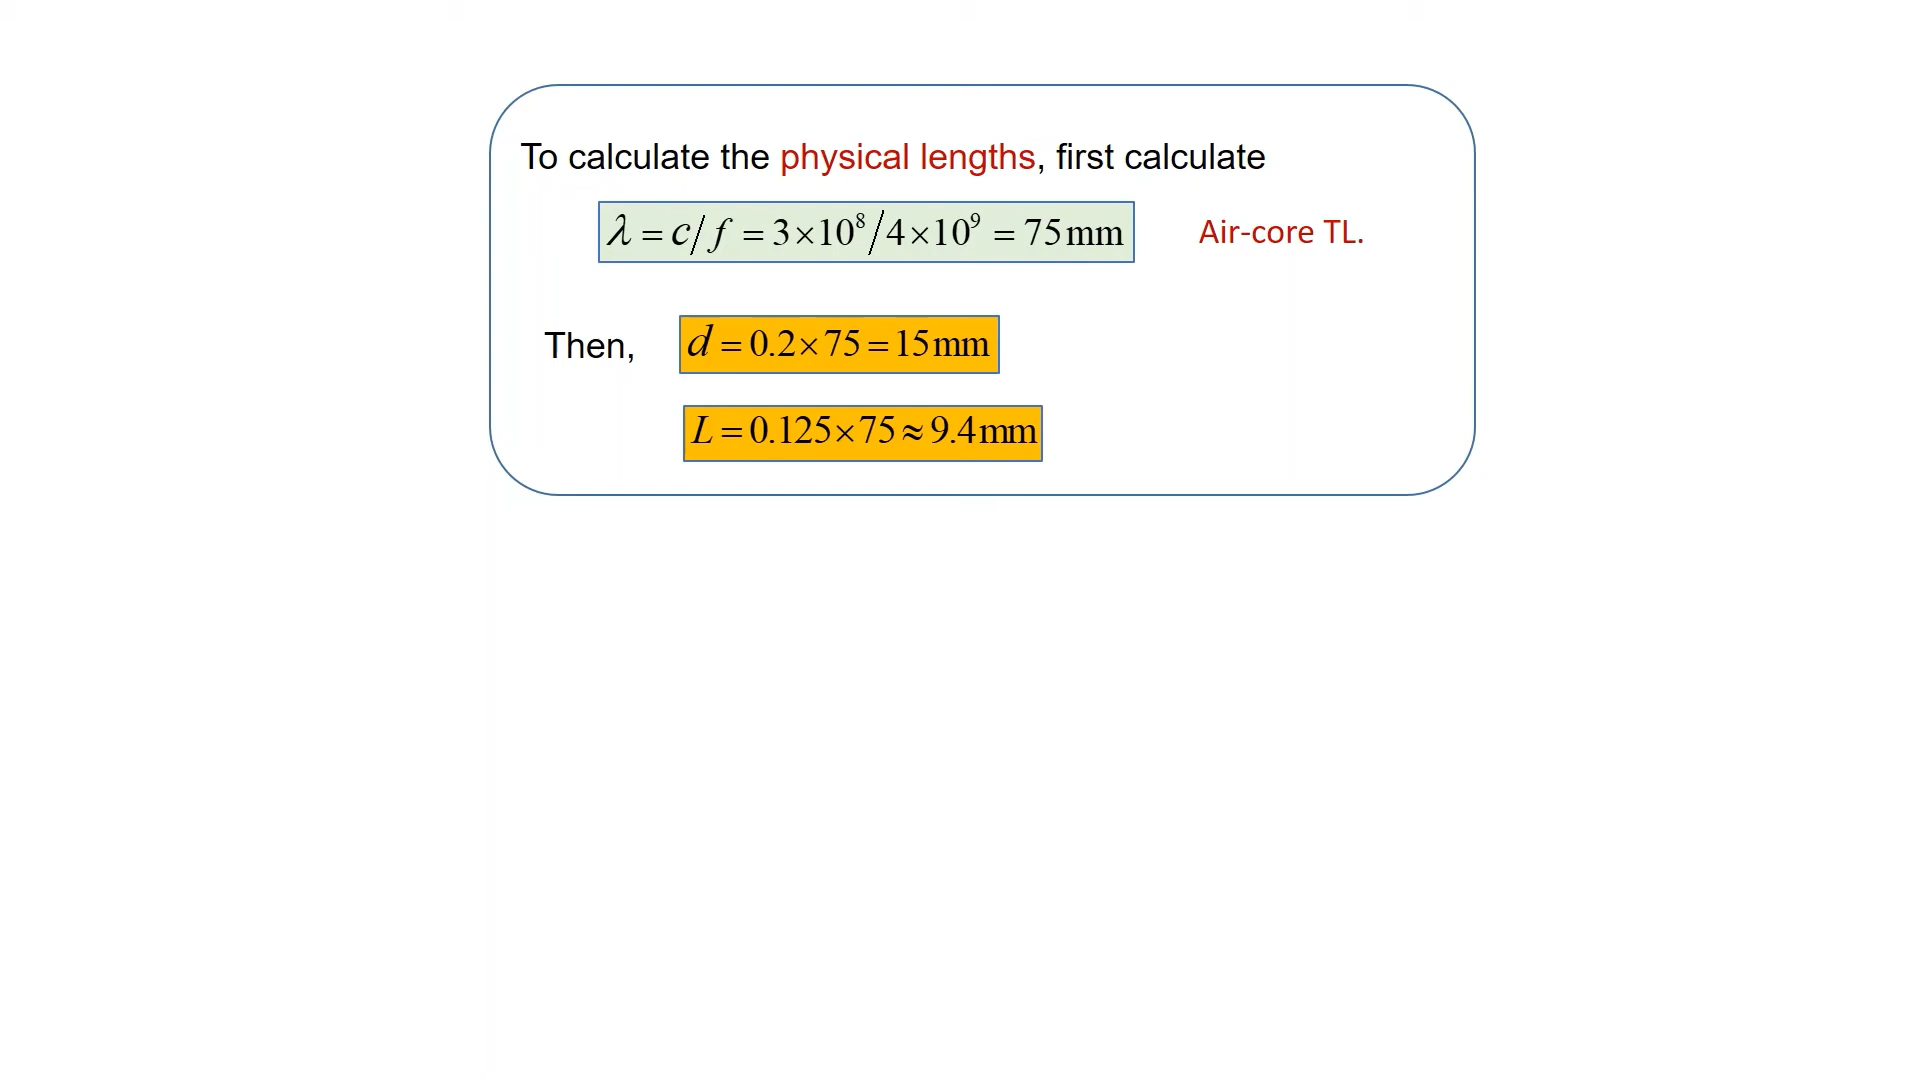 To calculate the physical lengths, first calculate
λ = c/f = 3×10⁸/4×10⁹ = 75 mm Air-core TL.
Then, d = 0.2×75 = 15 mm
L = 0.125×75 ≈ 9.4 mm